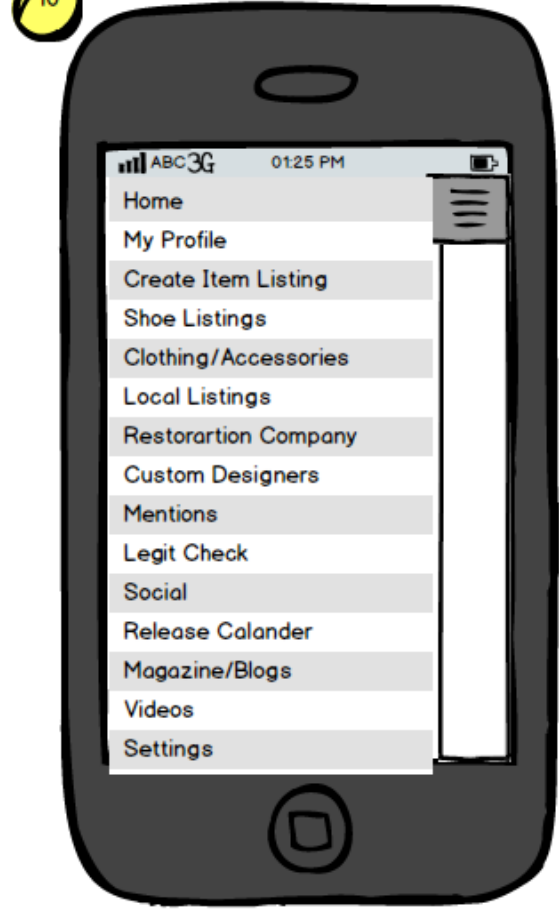 10
ABC 3G 01:25 PM
Home
My Profile
Create Item Listing
Shoe Listings
Clothing/Accessories
Local Listings
Restorartion Company
Custom Designers
Mentions
Legit Check
Social
Release Calander
Magazine/Blogs
Videos
Settings